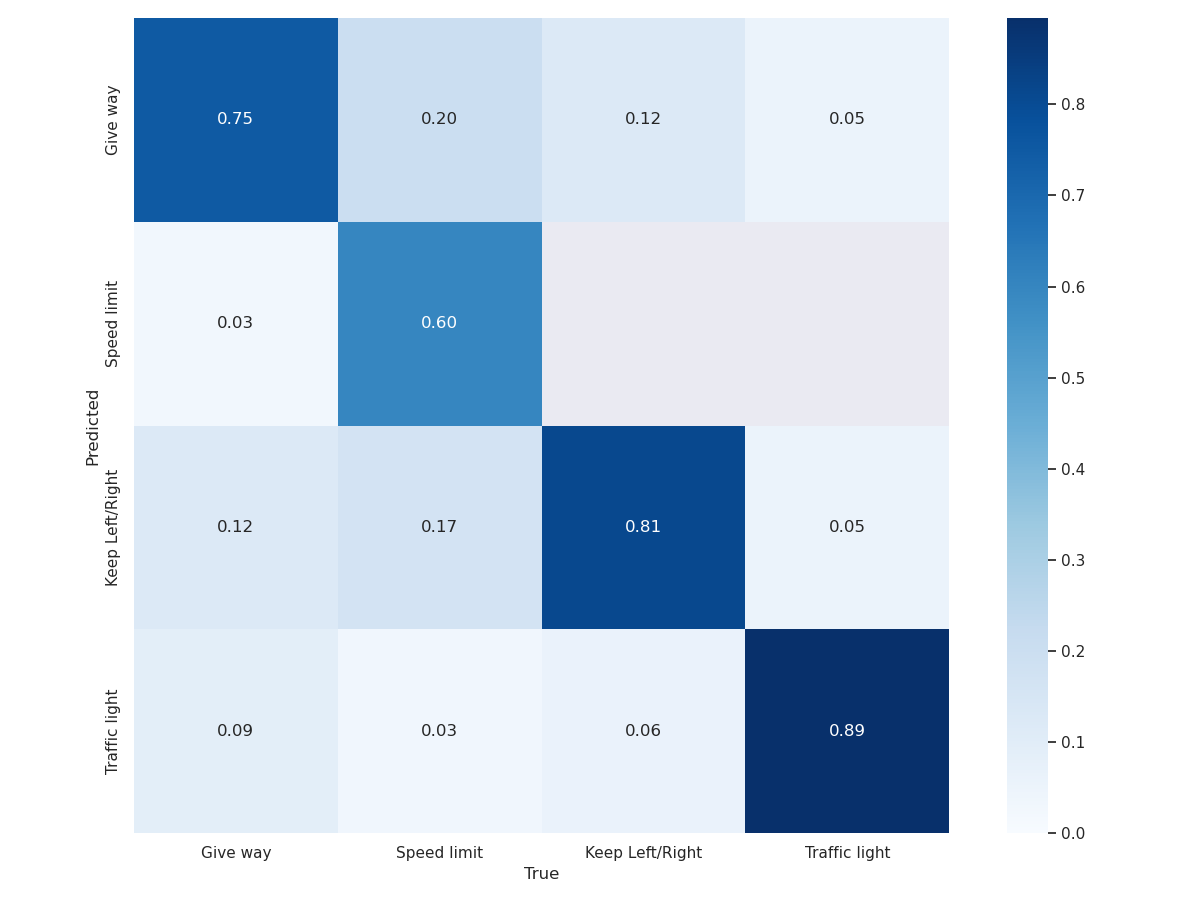 Predicted
Give way
0.75 0.20 0.12 0.05
Speed limit
0.03 0.60
Keep Left/Right
0.12 0.17 0.81 0.05
Traffic light
0.09 0.03 0.06 0.89
Give way Speed limit Keep Left/Right Traffic light
True
0.8
0.7
0.6
0.5
0.4
0.3
0.2
0.1
0.0